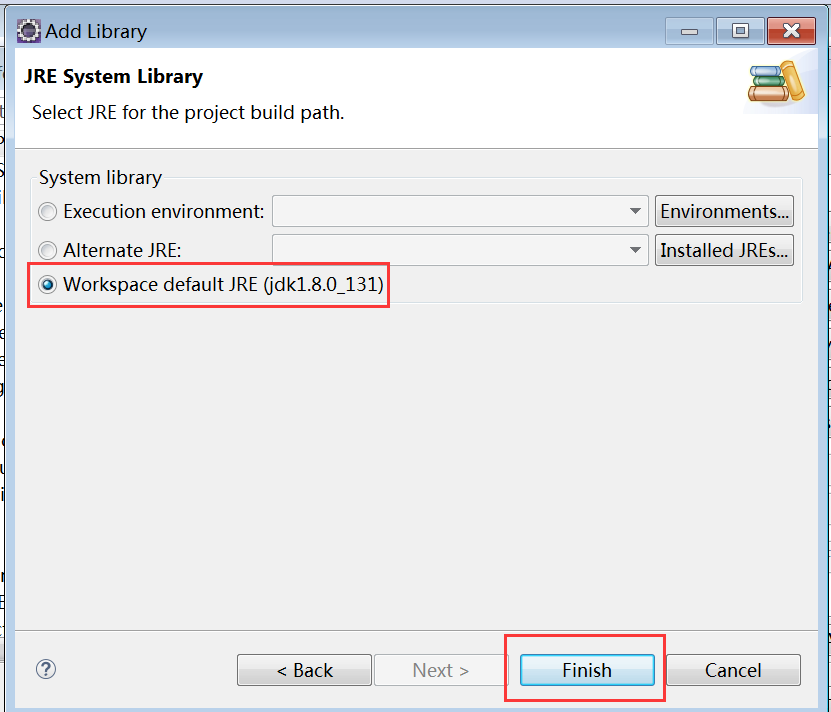 Add Library
JRE System Library
Select JRE for the project build path.
System library
Execution environment:
Environments...
Alternate JRE:
Installed JREs...
Workspace default JRE (jdk1.8.0_131)
?
< Back
Next >
Finish
Cancel